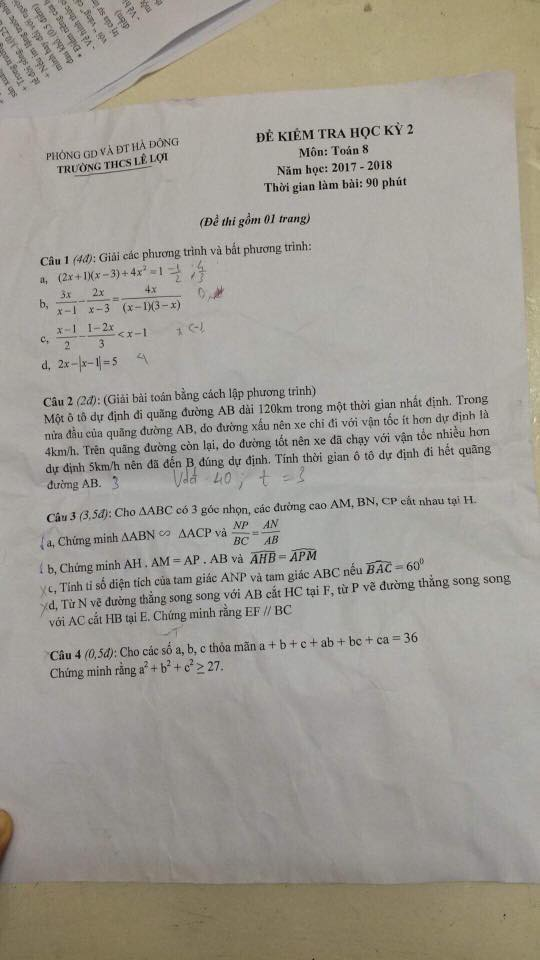 PHÒNG GD VÀ ĐT HÀ ĐÔNG
TRƯỜNG THCS LÊ LỢI
ĐỀ KIỂM TRA HỌC KỲ 2
Môn: Toán 8
Năm học: 2017 - 2018
Thời gian làm bài: 90 phút
(Đề thi gồm 01 trang)
Câu 1 (4đ): Giải các phương trình và bất phương trình:
a, (2x+1)(x−3)+4x²=1 −1/2 ; 4/3
b, 3x/(x−1) − 2x/(x−3) = 4x/((x−1)(3−x)) 0,
c, (x−1)/2 − (1−2x)/3 < x−1 x<-1
d, 2x−|x−1|=5 4
Câu 2 (2đ): (Giải bài toán bằng cách lập phương trình)
Một ô tô dự định đi quãng đường AB dài 120km trong một thời gian nhất định. Trong
nửa đầu của quãng đường AB, do đường xấu nên xe chỉ đi với vận tốc ít hơn dự định là
4km/h. Trên quãng đường còn lại, do đường tốt nên xe đã chạy với vận tốc nhiều hơn
dự định 5km/h nên đã đến B đúng dự định. Tính thời gian ô tô dự định đi hết quãng
đường AB. 3 Vdđ = 40 ; t = 3
Câu 3 (3,5đ): Cho ΔABC có 3 góc nhọn, các đường cao AM, BN, CP cắt nhau tại H.
a, Chứng minh ΔABN ∽ ΔACP và NP/BC = AN/AB
b, Chứng minh AH . AM = AP . AB và AHB = APM
c, Tính tỉ số diện tích của tam giác ANP và tam giác ABC nếu BAC = 60⁰
d, Từ N vẽ đường thẳng song song với AB cắt HC tại F, từ P vẽ đường thẳng song song
với AC cắt HB tại E. Chứng minh rằng EF // BC
Câu 4 (0,5đ): Cho các số a, b, c thỏa mãn a + b + c + ab + bc + ca = 36
Chứng minh rằng a² + b² + c² ≥ 27.